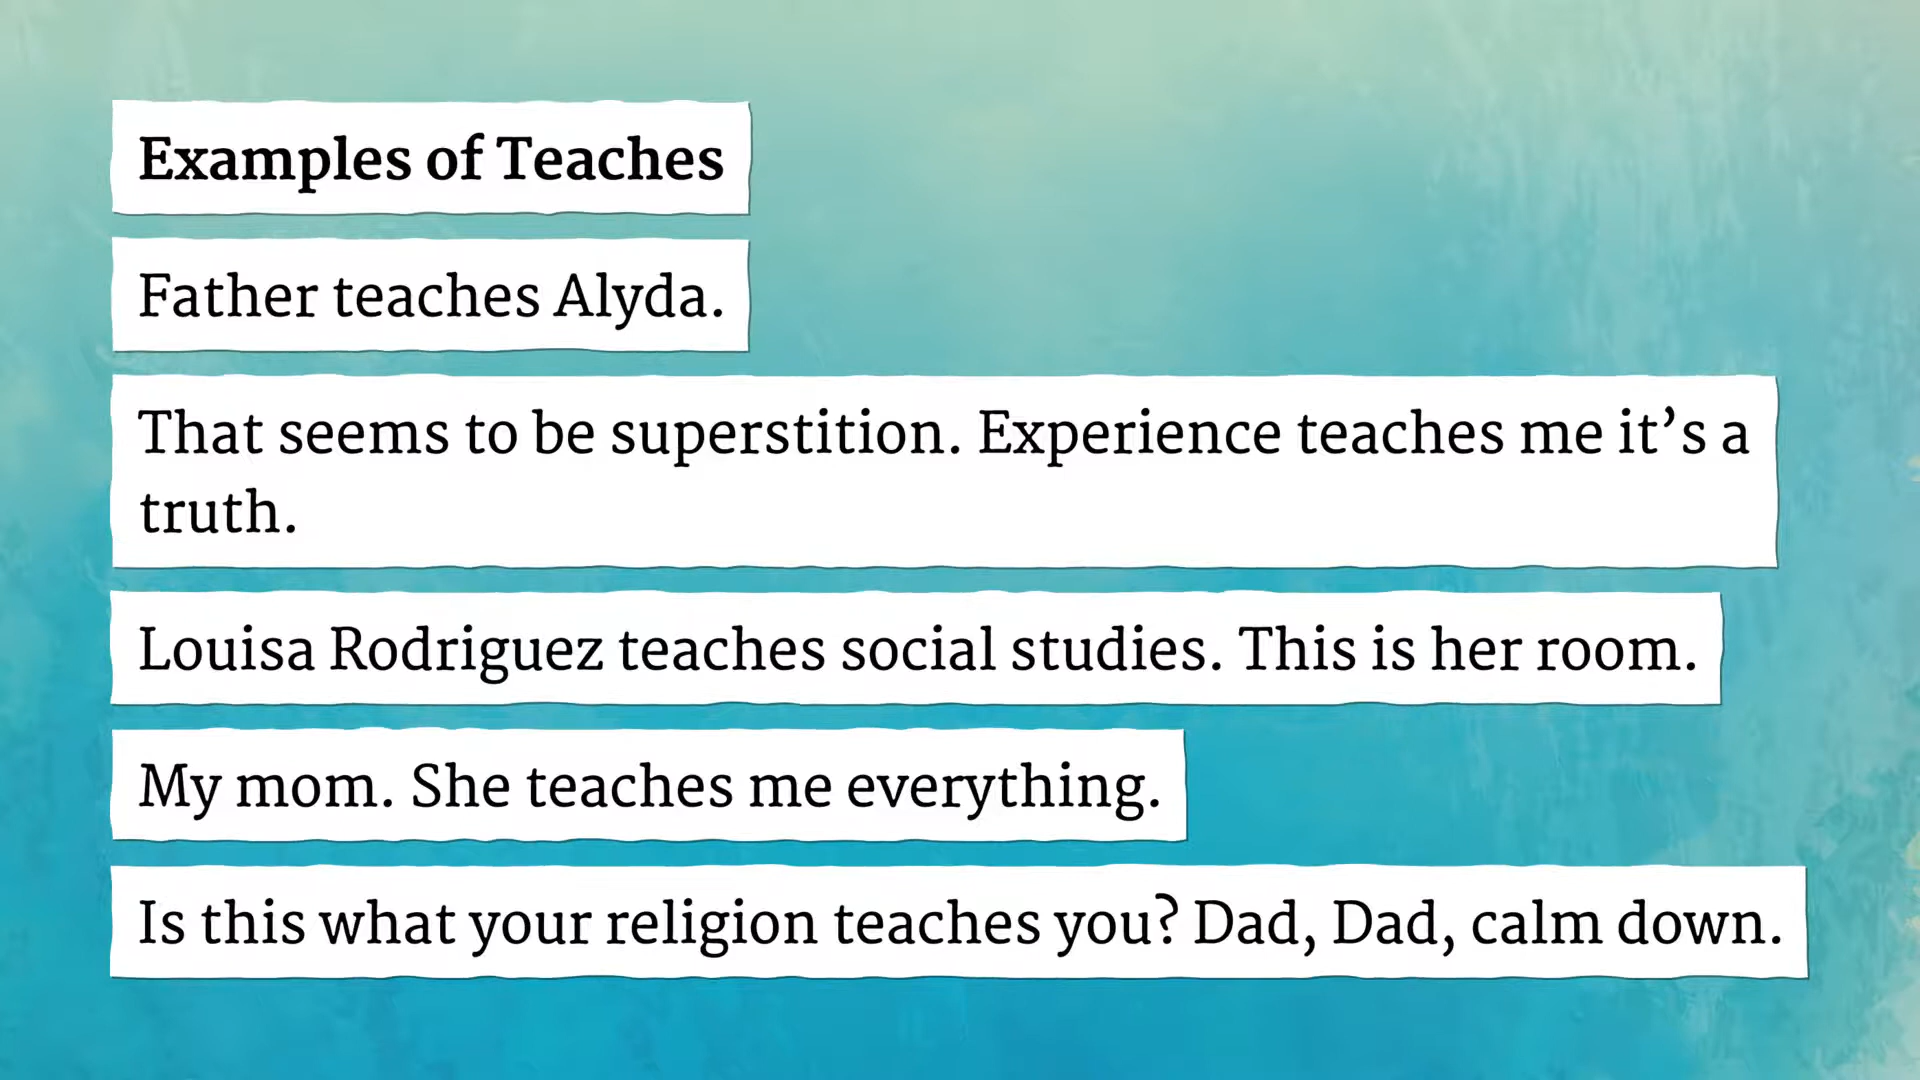 Examples of Teaches
Father teaches Alyda.
That seems to be superstition. Experience teaches me it’s a
truth.
Louisa Rodriguez teaches social studies. This is her room.
My mom. She teaches me everything.
Is this what your religion teaches you? Dad, Dad, calm down.